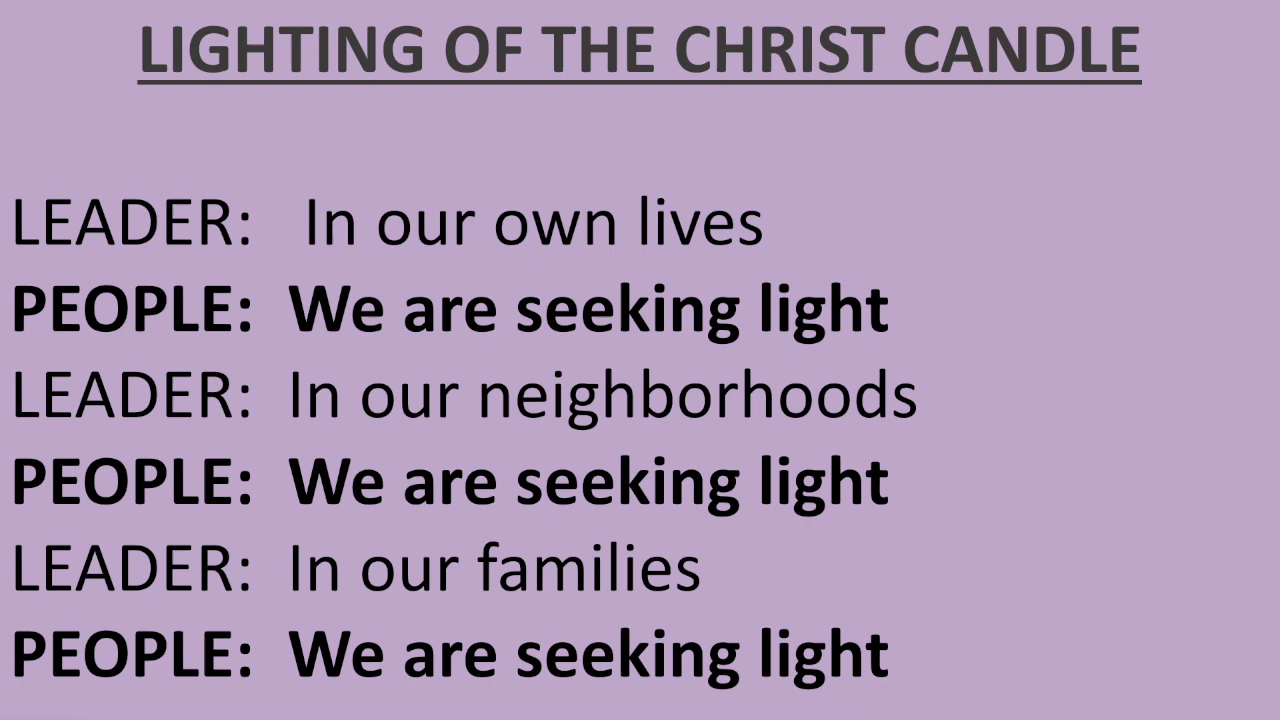 LIGHTING OF THE CHRIST CANDLE
LEADER: In our own lives
PEOPLE: We are seeking light
LEADER: In our neighborhoods
PEOPLE: We are seeking light
LEADER: In our families
PEOPLE: We are seeking light